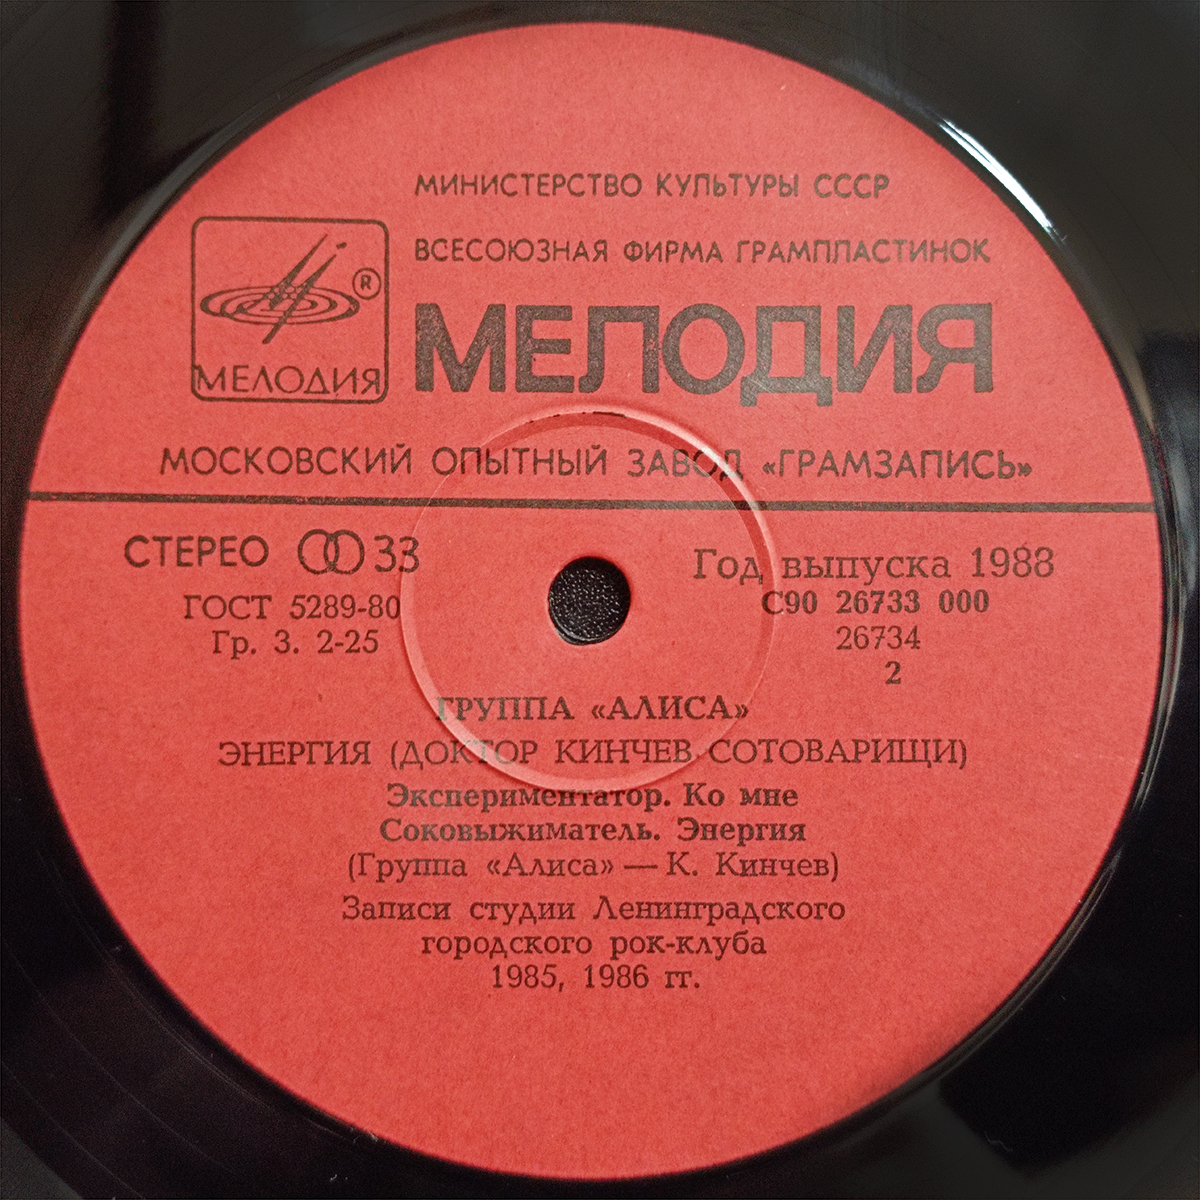 МИНИСТЕРСТВО КУЛЬТУРЫ СССР
ВСЕСОЮЗНАЯ ФИРМА ГРАМПЛАСТИНОК
®
МЕЛОДИЯ
МЕЛОДИЯ
МОСКОВСКИЙ ОПЫТНЫЙ ЗАВОД «ГРАМЗАПИСЬ»
СТЕРЕО 33
Год выпуска 1988
ГОСТ 5289-80
С90 26733 000
Гр. 3. 2-25
26734
2
ГРУППА «АЛИСА»
ЭНЕРГИЯ (ДОКТОР КИНЧЕВ СОТОВАРИЩИ)
Экспериментатор. Ко мне
Соковыжиматель. Энергия
(Группа «Алиса» — К. Кинчев)
Записи студии Ленинградского
городского рок-клуба
1985, 1986 гг.